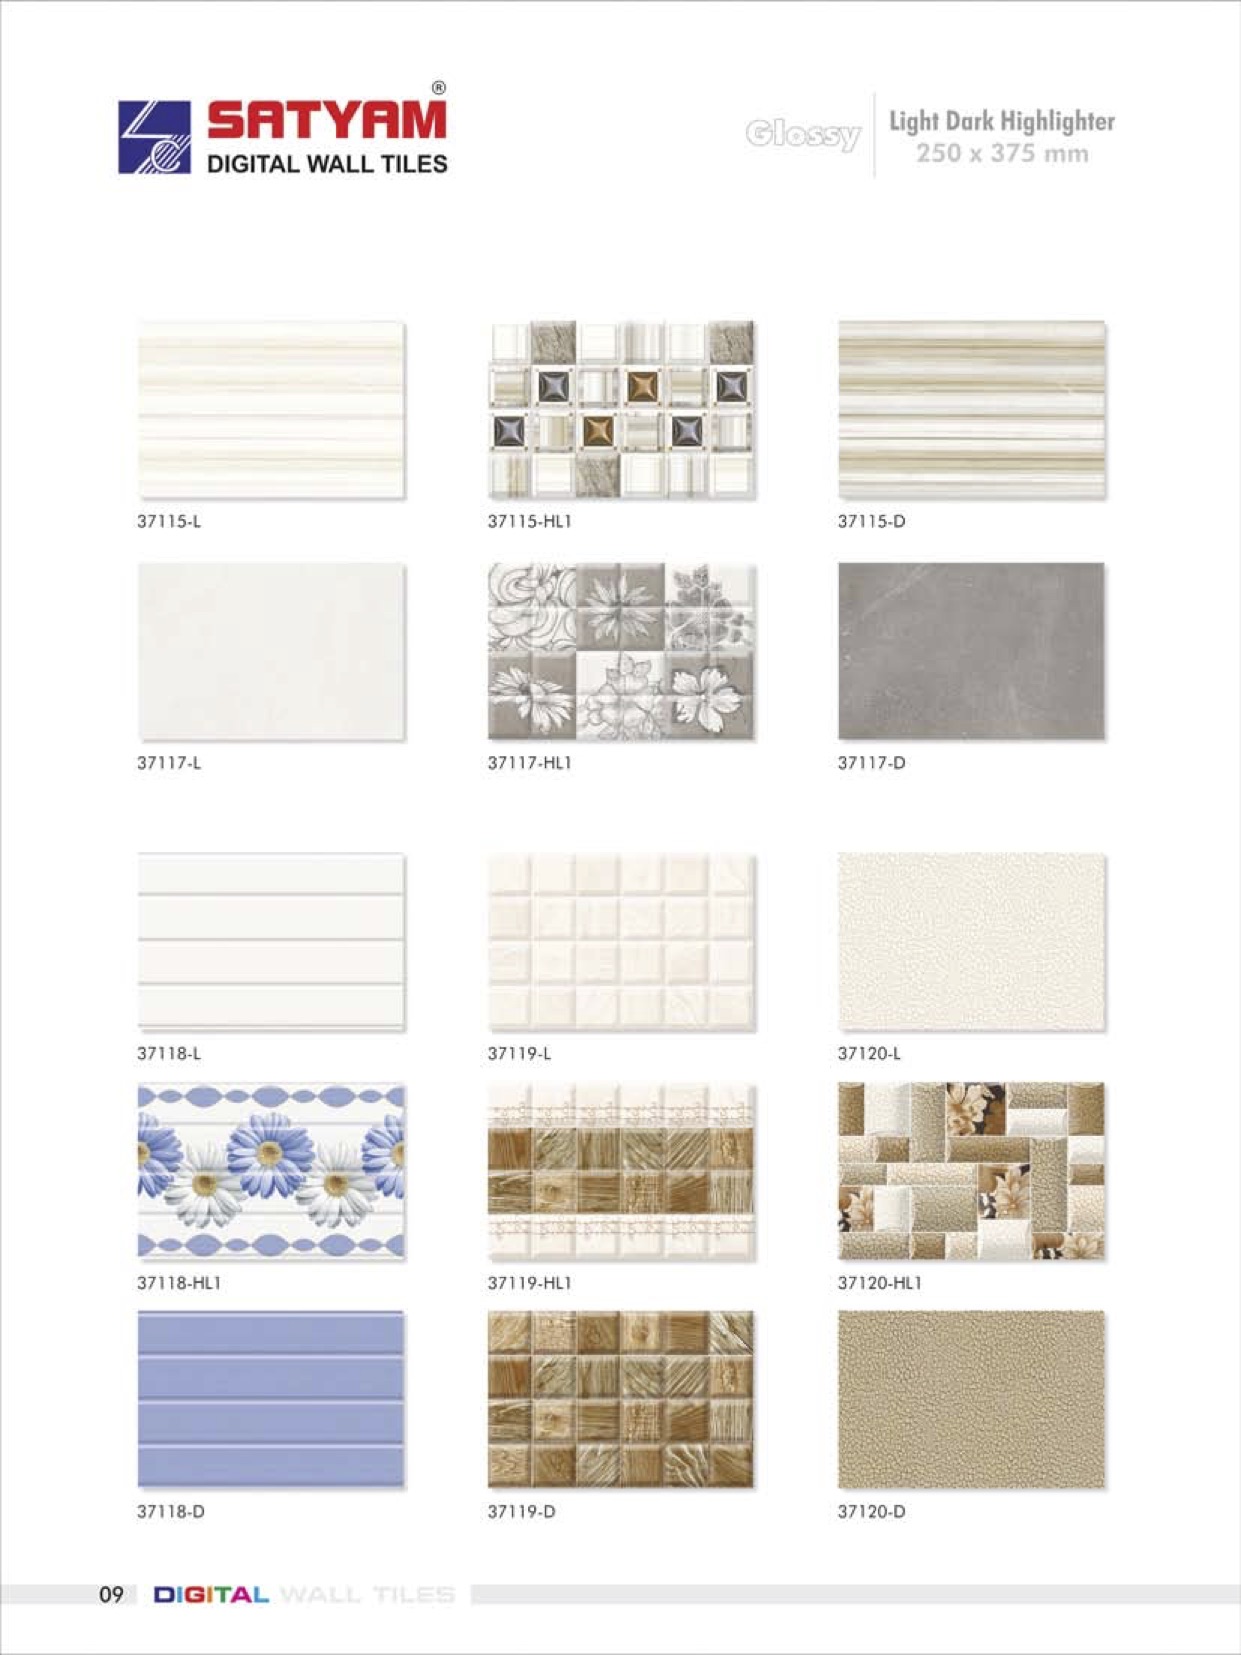 SATYAM®
DIGITAL WALL TILES
Glossy
Light Dark Highlighter
250 x 375 mm
37115-L
37115-HL1
37115-D
37117-L
37117-HL1
37117-D
37118-L
37119-L
37120-L
37118-HL1
37119-HL1
37120-HL1
37118-D
37119-D
37120-D
09 DIGITAL WALL TILES